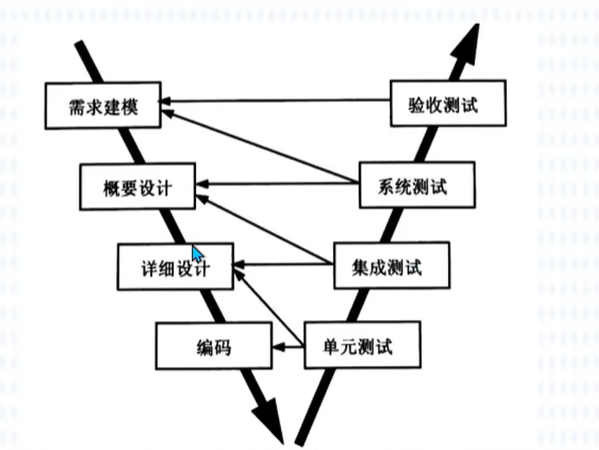 需求建模
验收测试
概要设计
系统测试
详细设计
集成测试
编码
单元测试